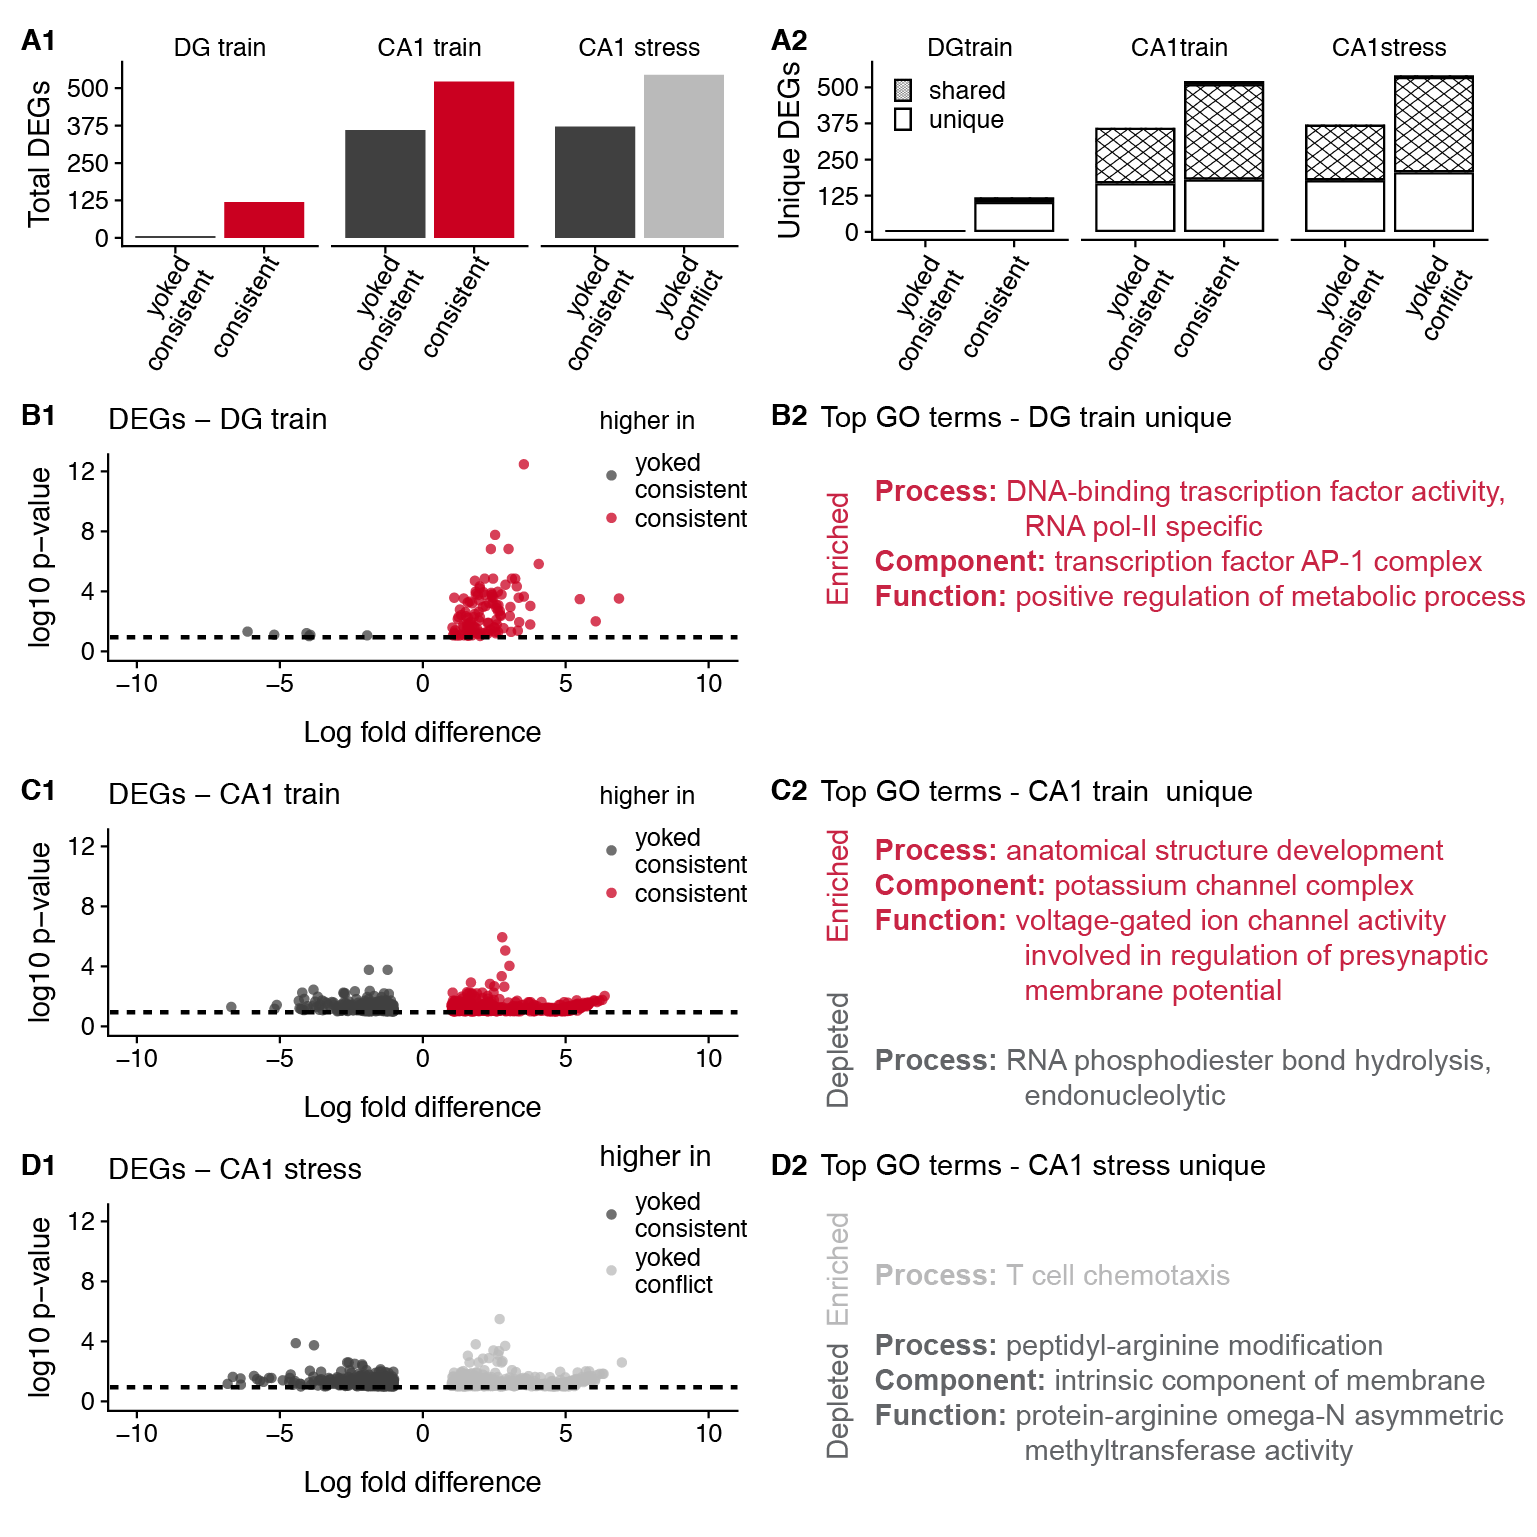 A1
DG train
CA1 train
CA1 stress
Total DEGs
500
375
250
125
0
yoked
consistent
consistent
yoked
consistent
consistent
yoked
consistent
yoked
conflict
A2
DGtrain
CA1train
CA1stress
Unique DEGs
500
375
250
125
0
shared
unique
yoked
consistent
consistent
yoked
consistent
consistent
yoked
consistent
yoked
conflict
B1
DEGs − DG train
higher in
yoked
consistent
consistent
log10 p−value
12
8
4
0
−10
−5
0
5
10
Log fold difference
B2
Top GO terms - DG train unique
Enriched
Process: DNA-binding trascription factor activity,
RNA pol-II specific
Component: transcription factor AP-1 complex
Function: positive regulation of metabolic process
C1
DEGs − CA1 train
higher in
yoked
consistent
consistent
log10 p−value
12
8
4
0
−10
−5
0
5
10
Log fold difference
C2
Top GO terms - CA1 train  unique
Enriched
Process: anatomical structure development
Component: potassium channel complex
Function: voltage-gated ion channel activity
involved in regulation of presynaptic
membrane potential
Depleted
Process: RNA phosphodiester bond hydrolysis,
endonucleolytic
D1
DEGs − CA1 stress
higher in
yoked
consistent
yoked
conflict
log10 p−value
12
8
4
0
−10
−5
0
5
10
Log fold difference
D2
Top GO terms - CA1 stress unique
Enriched
Process: T cell chemotaxis
Depleted
Process: peptidyl-arginine modification
Component: intrinsic component of membrane
Function: protein-arginine omega-N asymmetric
methyltransferase activity